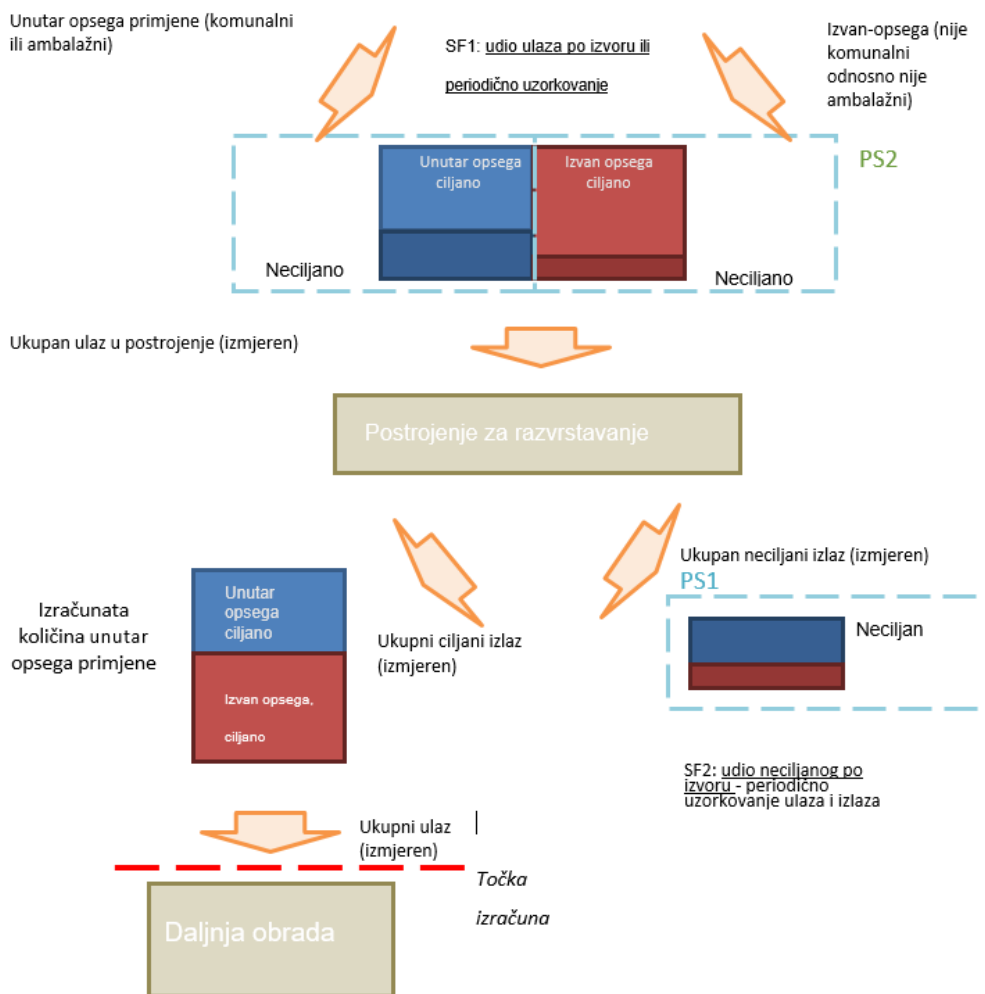 Unutar opsega primjene (komunalni
ili ambalažni)
SF1: udio ulaza po izvoru ili
periodično uzorkovanje
Izvan-opsega (nije
komunalni
odnosno nije
ambalažni)
PS2
Unutar opsega
ciljano
Izvan opsega
ciljano
Neciljano
Neciljano
Ukupan ulaz u postrojenje (izmjeren)
Postrojenje za razvrstavanje
Ukupan neciljani izlaz (izmjeren)
PS1
Unutar
opsega
ciljano
Izračunata
količina unutar
opsega primjene
Neciljan
Ukupni ciljani izlaz
(izmjeren)
Izvan opsega,
ciljano
SF2: udio neciljanog po
izvoru - periodično
uzorkovanje ulaza i izlaza
Ukupni ulaz
(izmjeren)
Točka
izračuna
Daljnja obrada